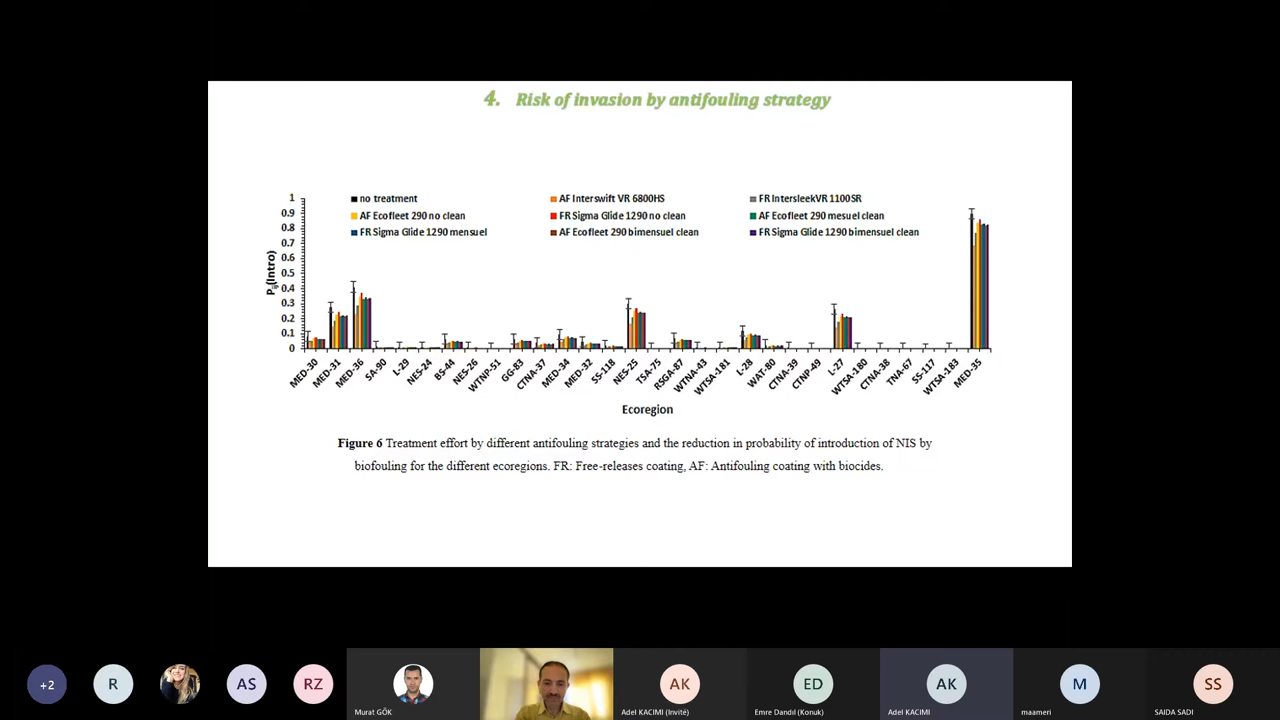 4. Risk of invasion by antifouling strategy
no treatment
AF Interswift VR 6800HS
FR IntersleekVR 1100SR
AF Ecofleet 290 no clean
FR Sigma Glide 1290 no clean
AF Ecofleet 290 mesuel clean
FR Sigma Glide 1290 mensuel
AF Ecofleet 290 bimensuel clean
FR Sigma Glide 1290 bimensuel clean
1
0.9
0.8
0.7
0.6
0.5
0.4
0.3
0.2
0.1
0
Pij(Intro)
MED-30
MED-31
MED-36
SA-90
L-29
NES-24
BS-44
NES-26
WTNP-51
GG-83
CTNA-37
MED-34
MED-32
SS-118
NES-25
TSA-75
RSGA-87
WTNA-43
WTSA-181
L-28
WAT-80
CTNA-39
CTNP-49
L-27
WTSA-180
CTNA-38
TNA-67
SS-117
WTSA-183
MED-35
Ecoregion
Figure 6 Treatment effort by different antifouling strategies and the reduction in probability of introduction of NIS by
biofouling for the different ecoregions. FR: Free-releases coating, AF: Antifouling coating with biocides.
+2
R
AS
RZ
Murat GÖK
AK
Adel KACIMI (Invité)
ED
Emre Dandıl (Konuk)
AK
Adel KACIMI
M
maameri
SS
SAIDA SADI